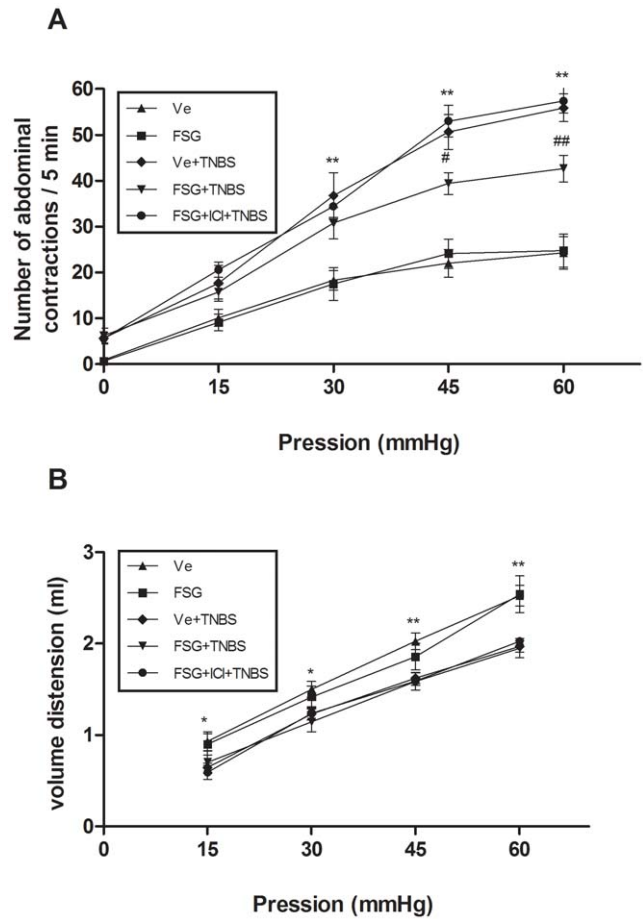 A
Number of abdominal
contractions / 5 min
60
50
40
30
20
10
0
Ve
FSG
Ve+TNBS
FSG+TNBS
FSG+ICI+TNBS
**
**
**
#
##
0 15 30 45 60
Pression (mmHg)
B
volume distension (ml)
3
2
1
0
Ve
FSG
Ve+TNBS
FSG+TNBS
FSG+ICI+TNBS
*
*
**
**
15 30 45 60
Pression (mmHg)